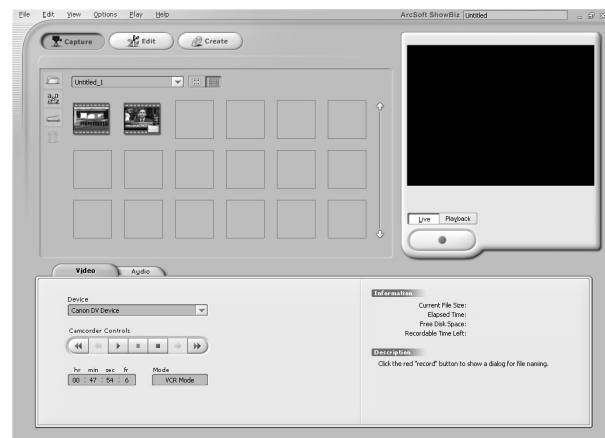 File Edit View Options Play Help
ArcSoft ShowBiz Untitled
Capture Edit Create
Untitled_1
Live Playback
Video Audio
Device
Canon DV Device
Camcorder Controls
hr min sec fr Mode
00 : 47 : 54 : 6 VCR Mode
Information
Current File Size:
Elapsed Time:
Free Disk Space:
Recordable Time Left:
Description
Click the red "record" button to show a dialog for file naming.